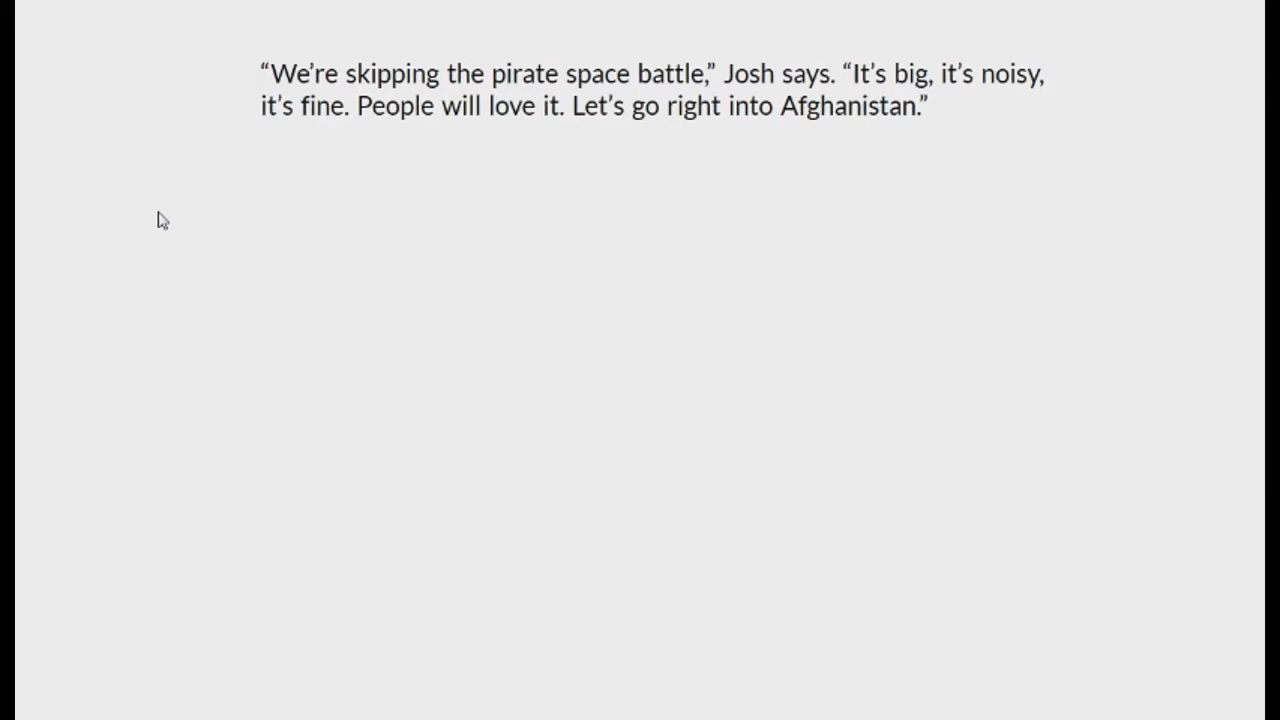 “We’re skipping the pirate space battle,” Josh says. “It’s big, it’s noisy,
it’s fine. People will love it. Let’s go right into Afghanistan.”